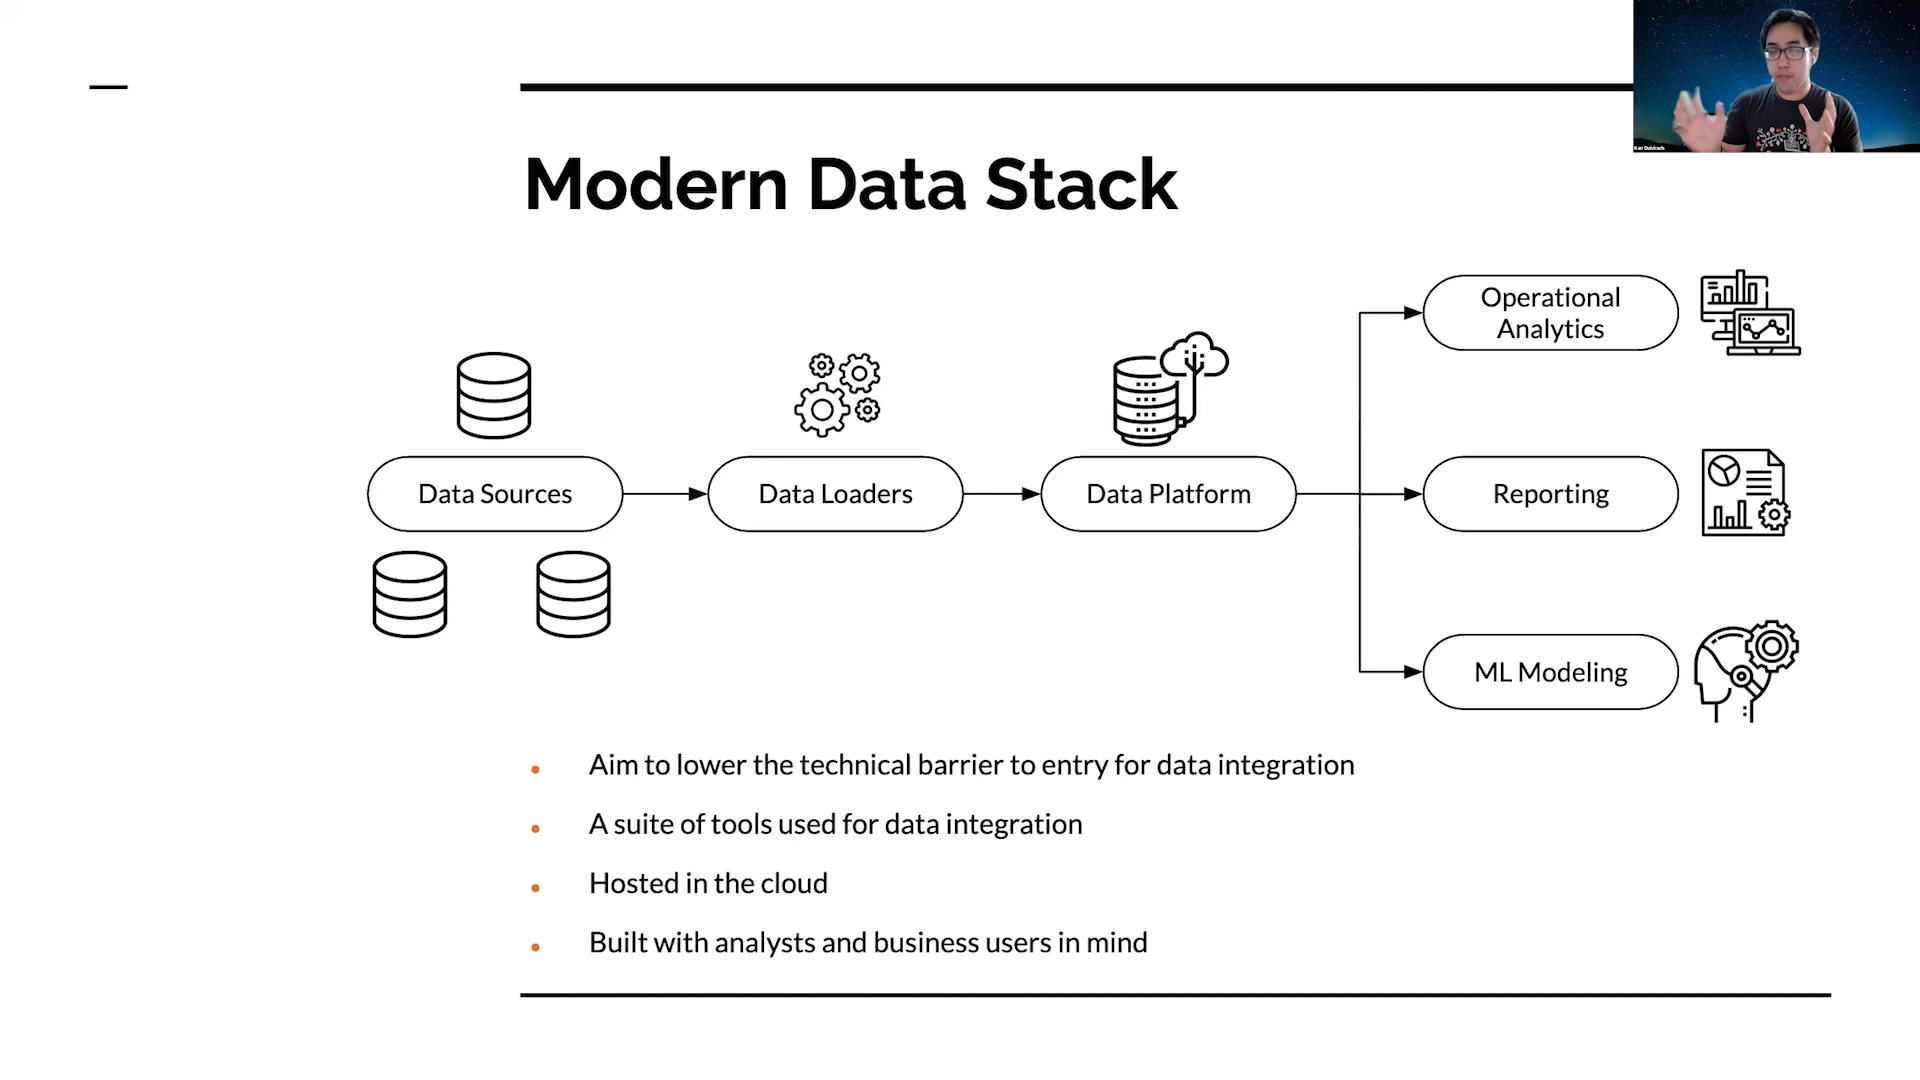 Kan Ouivirach
Modern Data Stack
Operational
Analytics
Data Sources
Data Loaders
Data Platform
Reporting
ML Modeling
Aim to lower the technical barrier to entry for data integration
A suite of tools used for data integration
Hosted in the cloud
Built with analysts and business users in mind